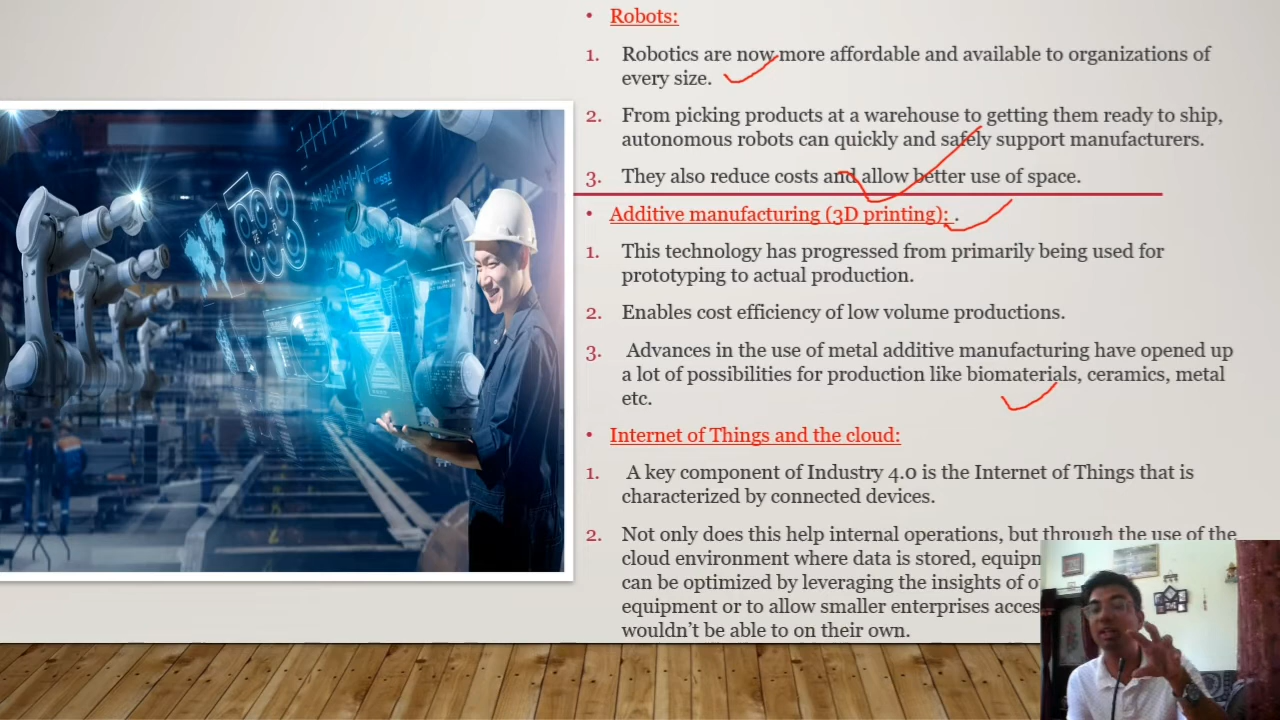 • Robots:
1. Robotics are now more affordable and available to organizations of
every size.
2. From picking products at a warehouse to getting them ready to ship,
autonomous robots can quickly and safely support manufacturers.
3. They also reduce costs and allow better use of space.
• Additive manufacturing (3D printing): .
1. This technology has progressed from primarily being used for
prototyping to actual production.
2. Enables cost efficiency of low volume productions.
3. Advances in the use of metal additive manufacturing have opened up
a lot of possibilities for production like biomaterials, ceramics, metal
etc.
• Internet of Things and the cloud:
1. A key component of Industry 4.0 is the Internet of Things that is
characterized by connected devices.
2. Not only does this help internal operations, but through the use of the
cloud environment where data is stored,
can be optimized by leveraging the insights of
equipment or to allow smaller enterprises
wouldn't be able to on their own.